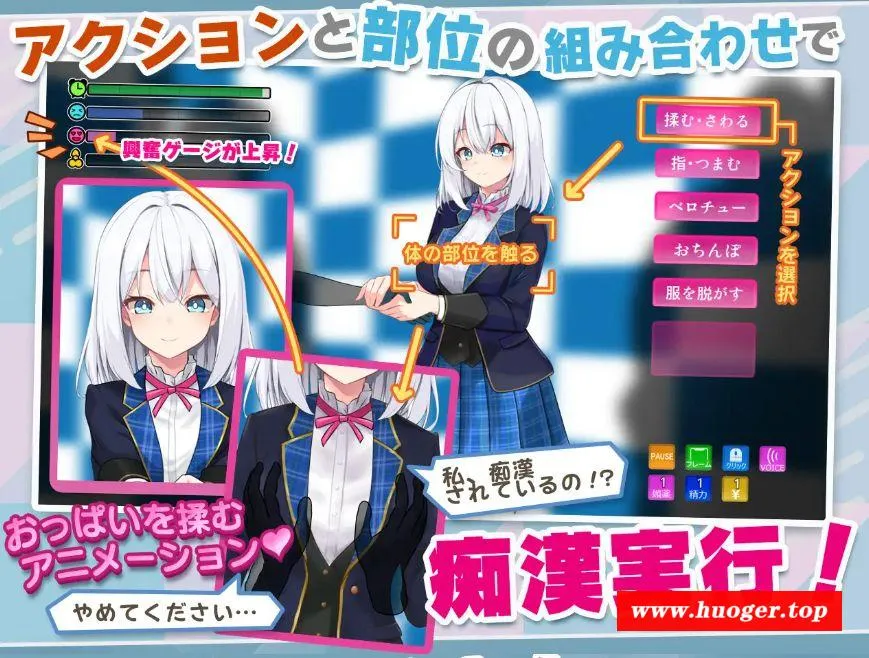 アクションと部位の組み合わせで
興奮ゲージが上昇！
揉む・さわる
指・つまむ
ベロチュー
おちんぽ
服を脱がす
アクションを選択
体の部位を触る
PAUSE
フレーム
クリック
VOICE
1
媚薬
1
精力
1
¥
私、痴漢
されているの！？
おっぱいを揉む
アニメーション♥
やめてください…
痴漢実行！
www.huoger.top